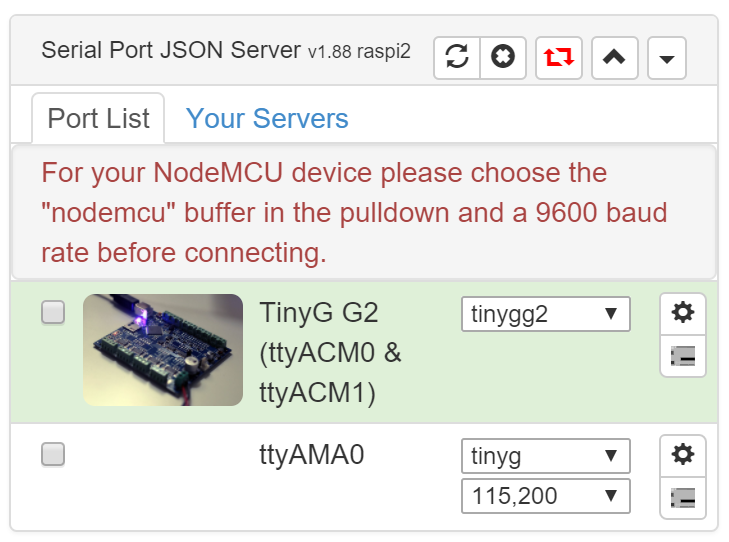 Serial Port JSON Server v1.88 raspi2
Port List Your Servers
For your NodeMCU device please choose the
"nodemcu" buffer in the pulldown and a 9600 baud
rate before connecting.
TinyG G2 tinygg2
(ttyACM0 &
ttyACM1)
ttyAMA0 tinyg
115,200